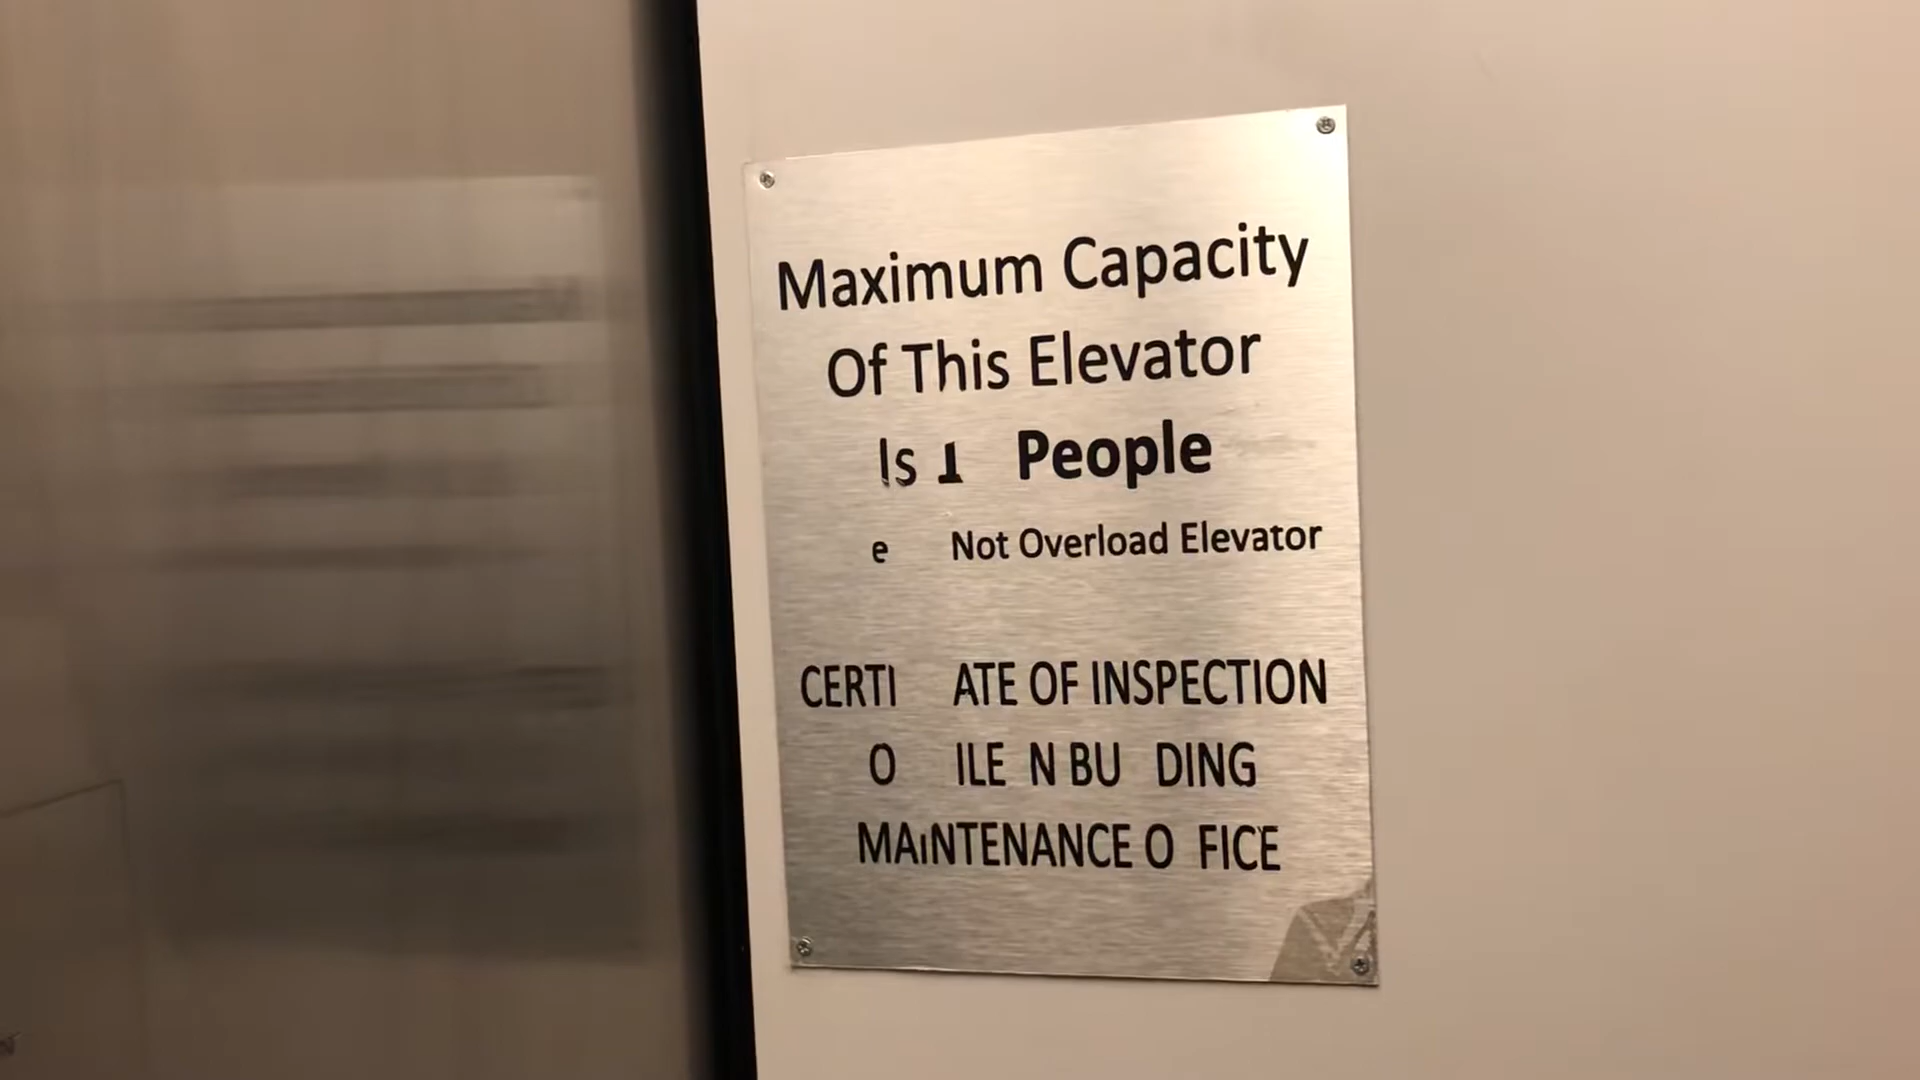 Maximum Capacity
Of This Elevator
Is 1 People
e Not Overload Elevator
CERTI ATE OF INSPECTION
O ILE N BU DING
MAINTENANCE O FICE